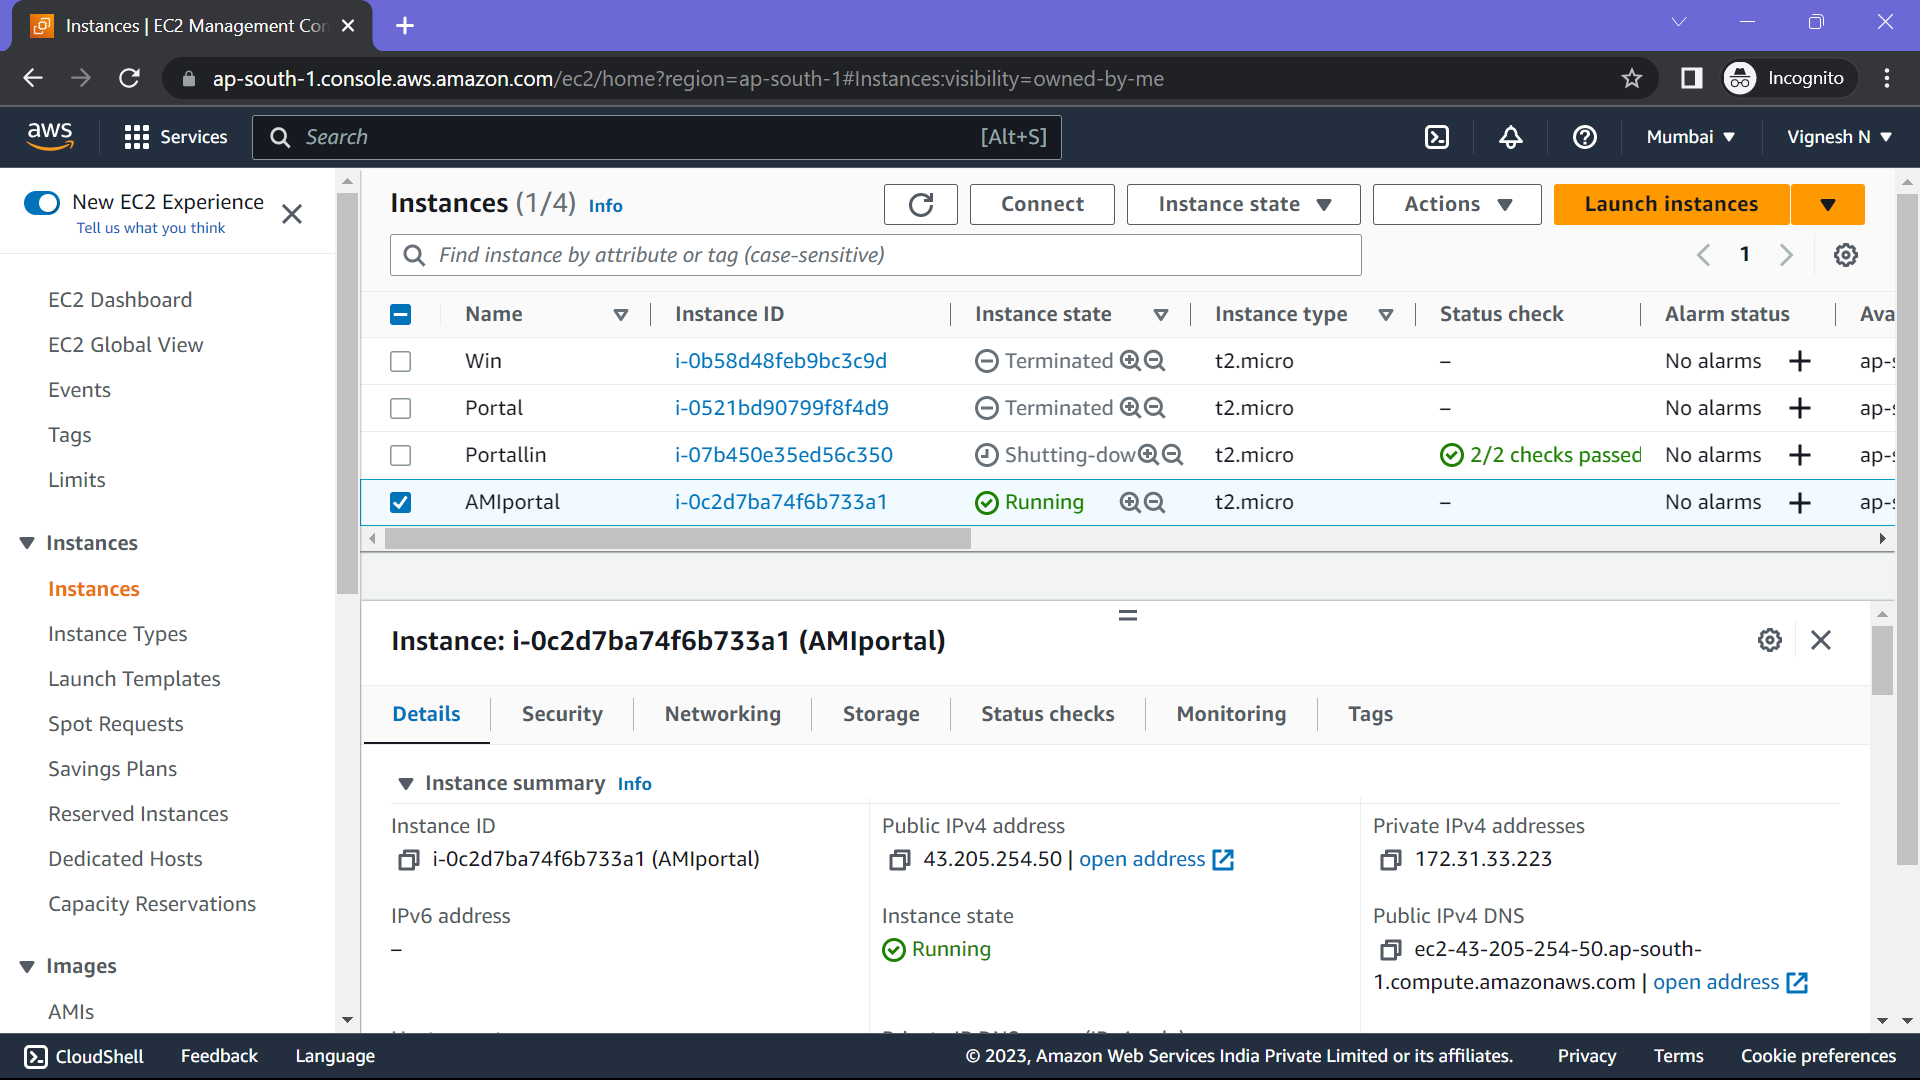 Instances | EC2 Management Con
ap-south-1.console.aws.amazon.com/ec2/home?region=ap-south-1#Instances:visibility=owned-by-me
Incognito
aws
Services
Search
[Alt+S]
Mumbai
Vignesh N
New EC2 Experience
Tell us what you think
EC2 Dashboard
EC2 Global View
Events
Tags
Limits
Instances
Instances
Instance Types
Launch Templates
Spot Requests
Savings Plans
Reserved Instances
Dedicated Hosts
Capacity Reservations
Images
AMIs
Instances (1/4) Info
Connect
Instance state
Actions
Launch instances
Find instance by attribute or tag (case-sensitive)
1
Name Instance ID Instance state Instance type Status check Alarm status Ava
Win i-0b58d48feb9bc3c9d Terminated t2.micro – No alarms + ap-s
Portal i-0521bd90799f8f4d9 Terminated t2.micro – No alarms + ap-s
Portallin i-07b450e35ed56c350 Shutting-dow t2.micro 2/2 checks passed No alarms + ap-s
AMIportal i-0c2d7ba74f6b733a1 Running t2.micro – No alarms + ap-s
Instance: i-0c2d7ba74f6b733a1 (AMIportal)
Details Security Networking Storage Status checks Monitoring Tags
Instance summary Info
Instance ID
i-0c2d7ba74f6b733a1 (AMIportal)
Public IPv4 address
43.205.254.50 | open address
Private IPv4 addresses
172.31.33.223
IPv6 address
–
Instance state
Running
Public IPv4 DNS
ec2-43-205-254-50.ap-south-
1.compute.amazonaws.com | open address
CloudShell
Feedback
Language
© 2023, Amazon Web Services India Private Limited or its affiliates.
Privacy
Terms
Cookie preferences